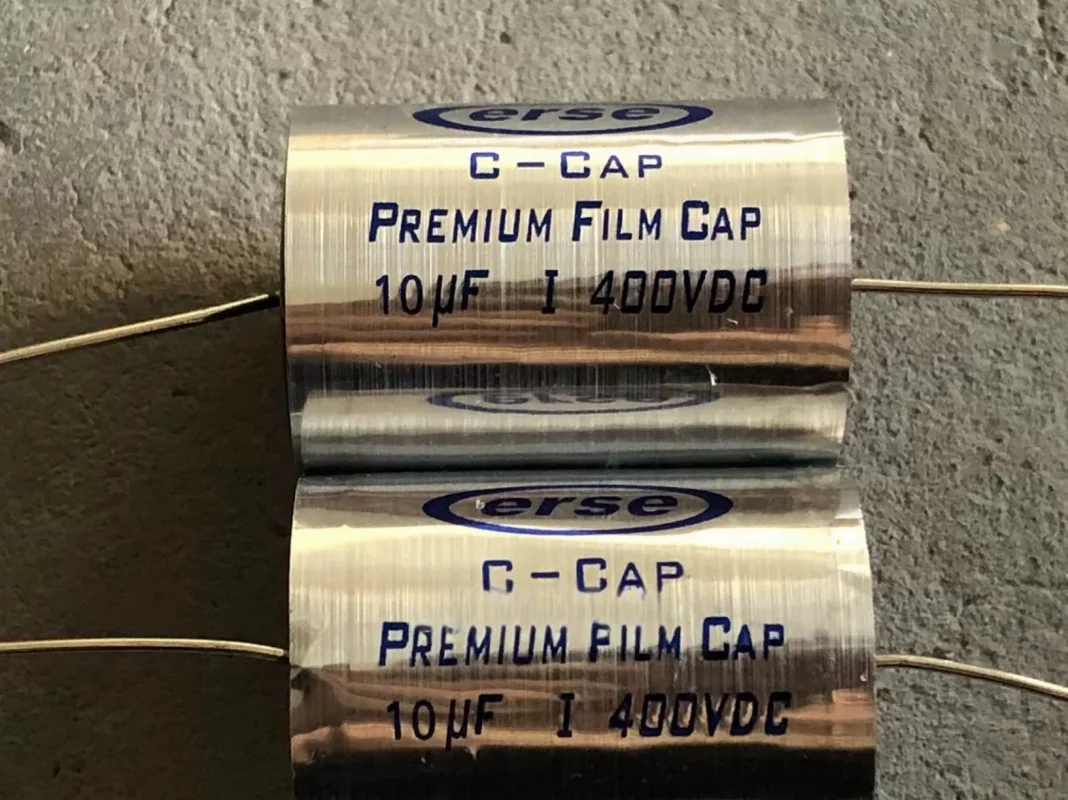 erse
C-CAP
PREMIUM FILM CAP
10µF I 400VDC
erse
C-CAP
PREMIUM FILM CAP
10µF I 400VDC